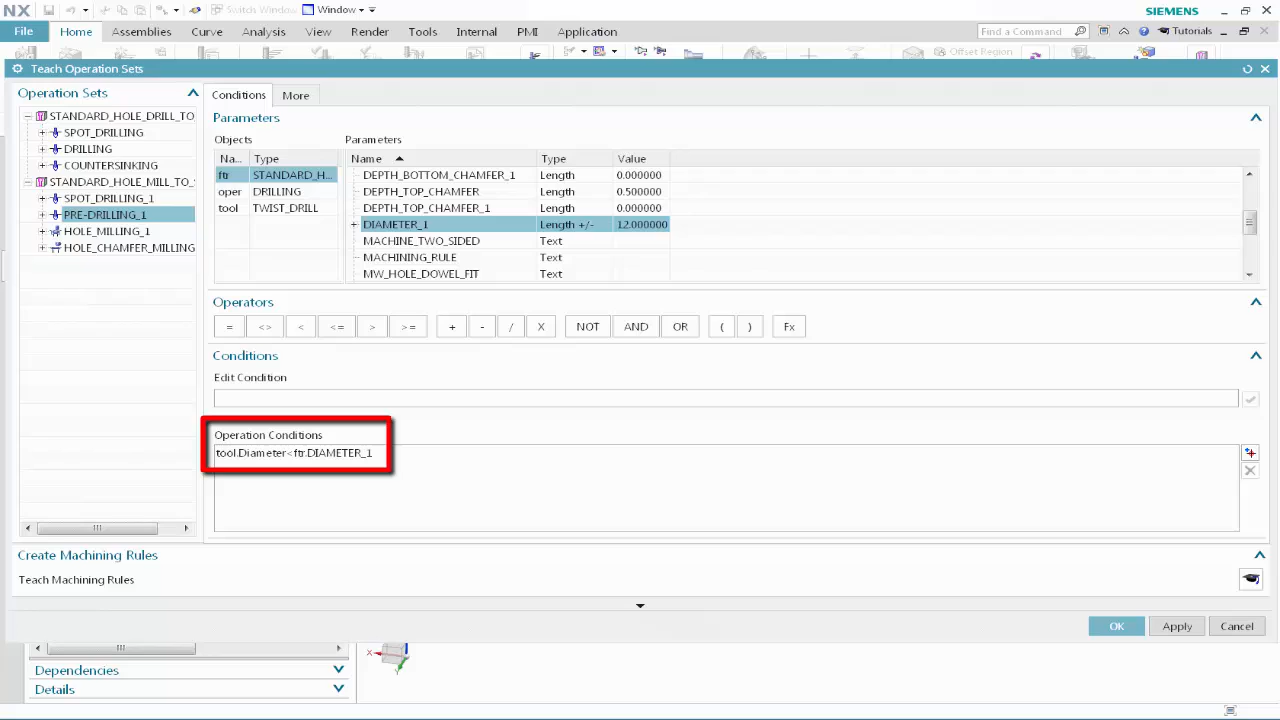 NX
Switch Window
Window
SIEMENS
File
Home
Assemblies
Curve
Analysis
View
Render
Tools
Internal
PMI
Application
Find a Command
Tutorials
Offset Region
Teach Operation Sets
Operation Sets
STANDARD_HOLE_DRILL_TO
SPOT_DRILLING
DRILLING
COUNTERSINKING
STANDARD_HOLE_MILL_TO_
SPOT_DRILLING_1
PRE-DRILLING_1
HOLE_MILLING_1
HOLE_CHAMFER_MILLING
Conditions
More
Parameters
Objects
Parameters
Na... Type
ftr STANDARD_H...
oper DRILLING
tool TWIST_DRILL
Name Type Value
DEPTH_BOTTOM_CHAMFER_1 Length 0.000000
DEPTH_TOP_CHAMFER Length 0.500000
DEPTH_TOP_CHAMFER_1 Length 0.000000
DIAMETER_1 Length +/- 12.000000
MACHINE_TWO_SIDED Text
MACHINING_RULE Text
MW_HOLE_DOWEL_FIT Text
Operators
= <> < <= > >= + - / X NOT AND OR ( ) Fx
Conditions
Edit Condition
Operation Conditions
tool.Diameter<ftr.DIAMETER_1
Create Machining Rules
Teach Machining Rules
OK
Apply
Cancel
Dependencies
Details
X
Y